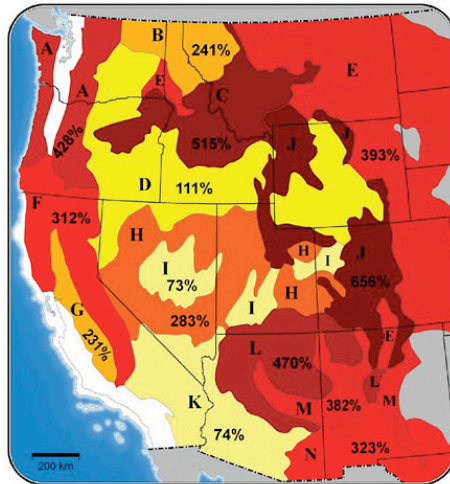 A
B
241%
E
A
E
C
428%
515%
J
J
393%
D
111%
F
312%
H
H
I
J
I
73%
I
H
656%
G
231%
283%
E
L
470%
L
K
M
382%
M
74%
N
323%
200 km